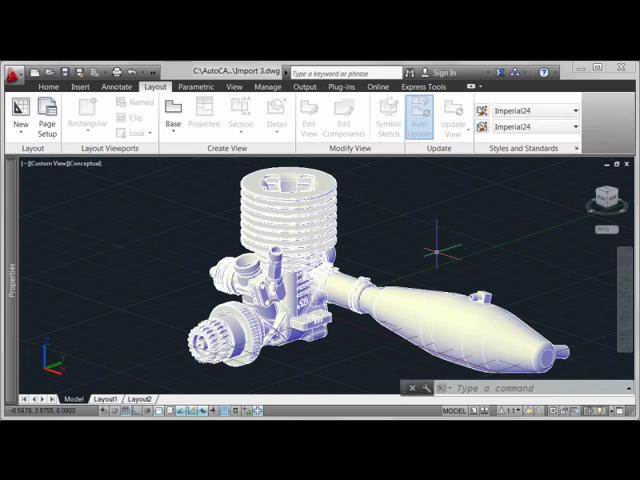 C:\AutoCA...\Import 3.dwg
Type a keyword or phrase
Sign In
Home Insert Annotate Layout Parametric View Manage Output Plug-ins Online Express Tools
New
Page Setup
Rectangular
Named
Clip
Lock
Base
Projected
Section
Detail
Edit View
Edit Components
Symbol Sketch
Auto Update
Update View
Imperial24
Imperial24
Layout Layout Viewports Create View Modify View Update Styles and Standards
[−][Custom View][Conceptual]
Properties
Z
Type a command
Model Layout1 Layout2
-0.5678, 3.9755, 0.0000
MODEL
1:1